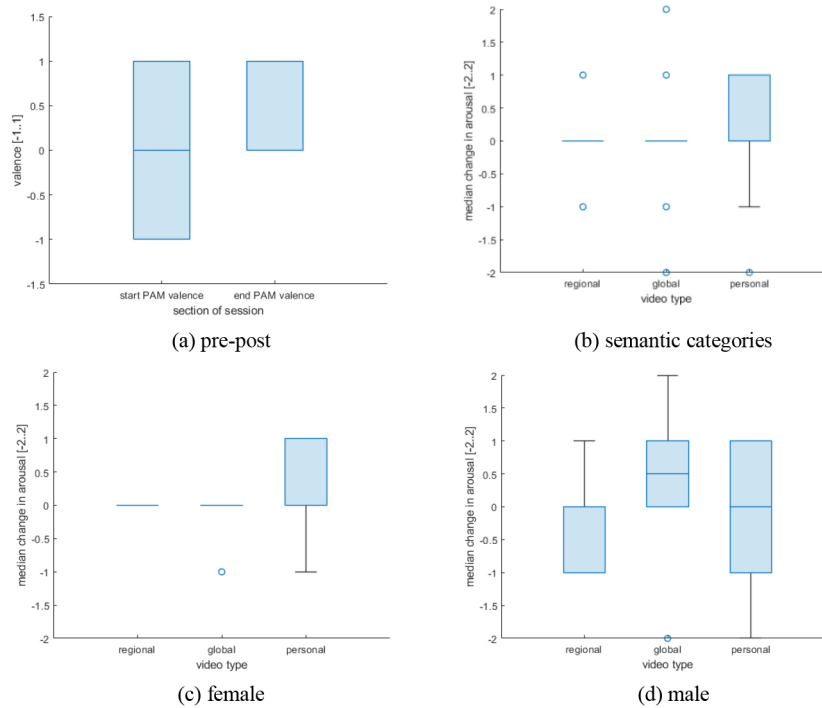 1.5
1
0.5
0
-0.5
-1
-1.5
valence [-1..1]
start PAM valence end PAM valence
section of session
(a) pre-post
2
1.5
1
0.5
0
-0.5
-1
-1.5
-2
median change in arousal [-2..2]
regional global personal
video type
(b) semantic categories
2
1.5
1
0.5
0
-0.5
-1
-1.5
-2
median change in arousal [-2..2]
regional global personal
video type
(c) female
2
1.5
1
0.5
0
-0.5
-1
-1.5
-2
median change in arousal [-2..2]
regional global personal
video type
(d) male